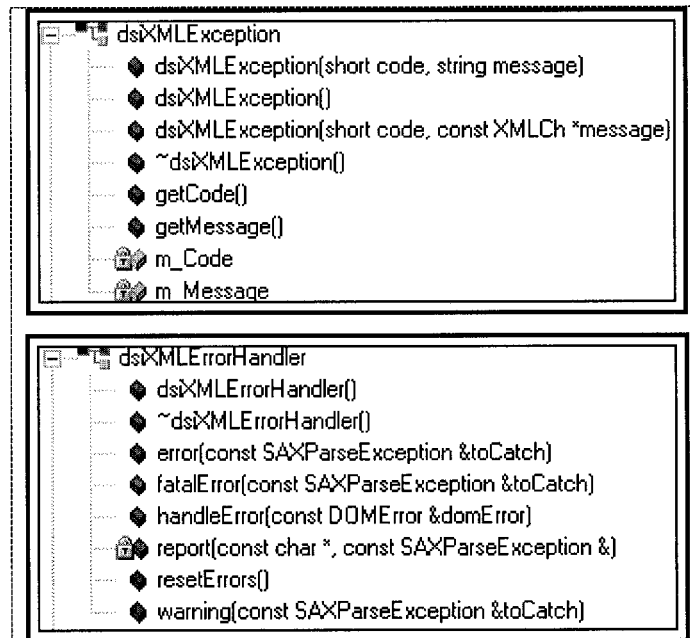 dsiXMLException
dsiXMLException(short code, string message)
dsiXMLException()
dsiXMLException(short code, const XMLCh *message)
~dsiXMLException()
getCode()
getMessage()
m_Code
m_Message
dsiXMLErrorHandler
dsiXMLErrorHandler()
~dsiXMLErrorHandler()
error(const SAXParseException &toCatch)
fatalError(const SAXParseException &toCatch)
handleError(const DOMError &domError)
report(const char *, const SAXParseException &)
resetErrors()
warning(const SAXParseException &toCatch)